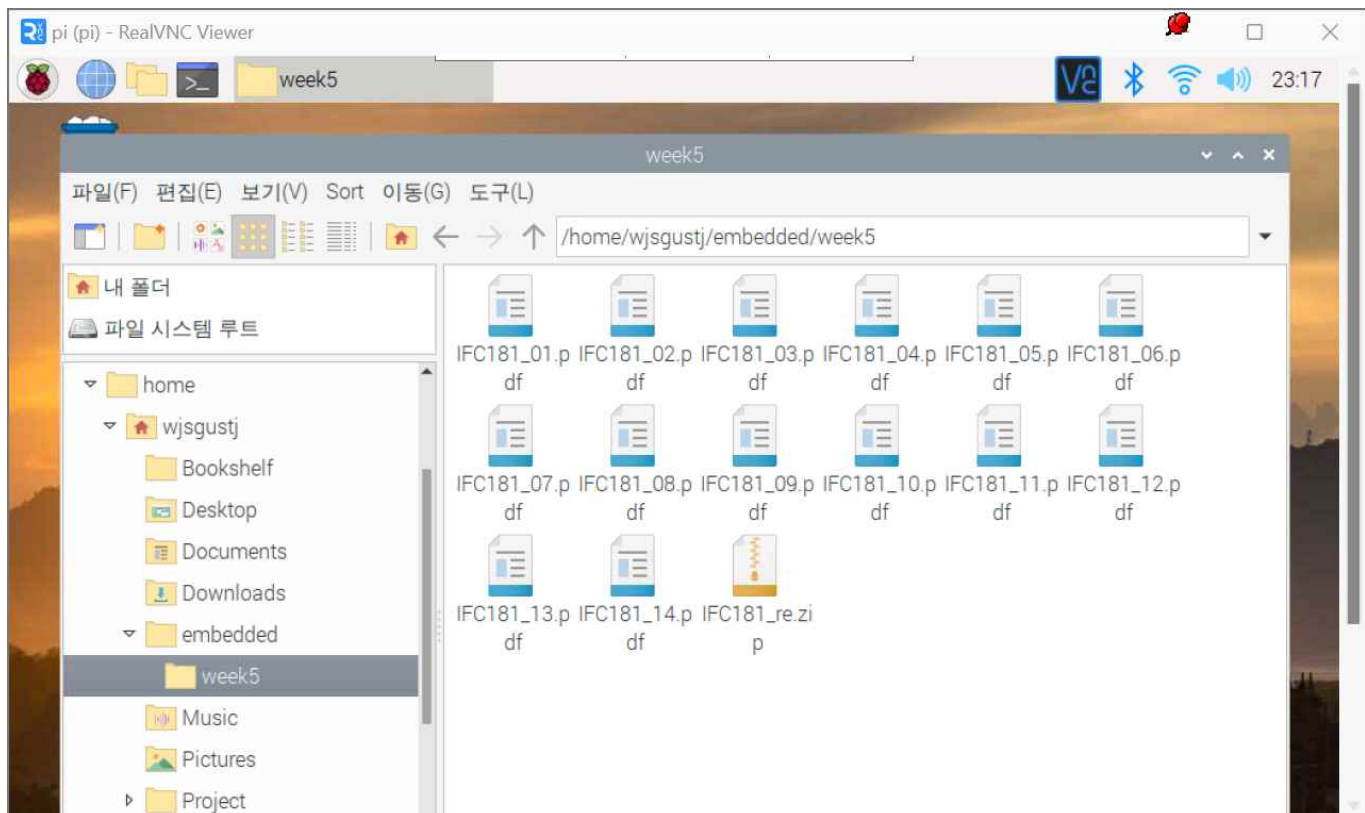 pi (pi) - RealVNC Viewer
week5
23:17
week5
파일(F) 편집(E) 보기(V) Sort 이동(G) 도구(L)
/home/wjsgustj/embedded/week5
내 폴더
파일 시스템 루트
home
wjsgustj
Bookshelf
Desktop
Documents
Downloads
embedded
week5
Music
Pictures
Project
IFC181_01.p IFC181_02.p IFC181_03.p IFC181_04.p IFC181_05.p IFC181_06.p
df df df df df df
IFC181_07.p IFC181_08.p IFC181_09.p IFC181_10.p IFC181_11.p IFC181_12.p
df df df df df df
IFC181_13.p IFC181_14.p IFC181_re.zi
df df p